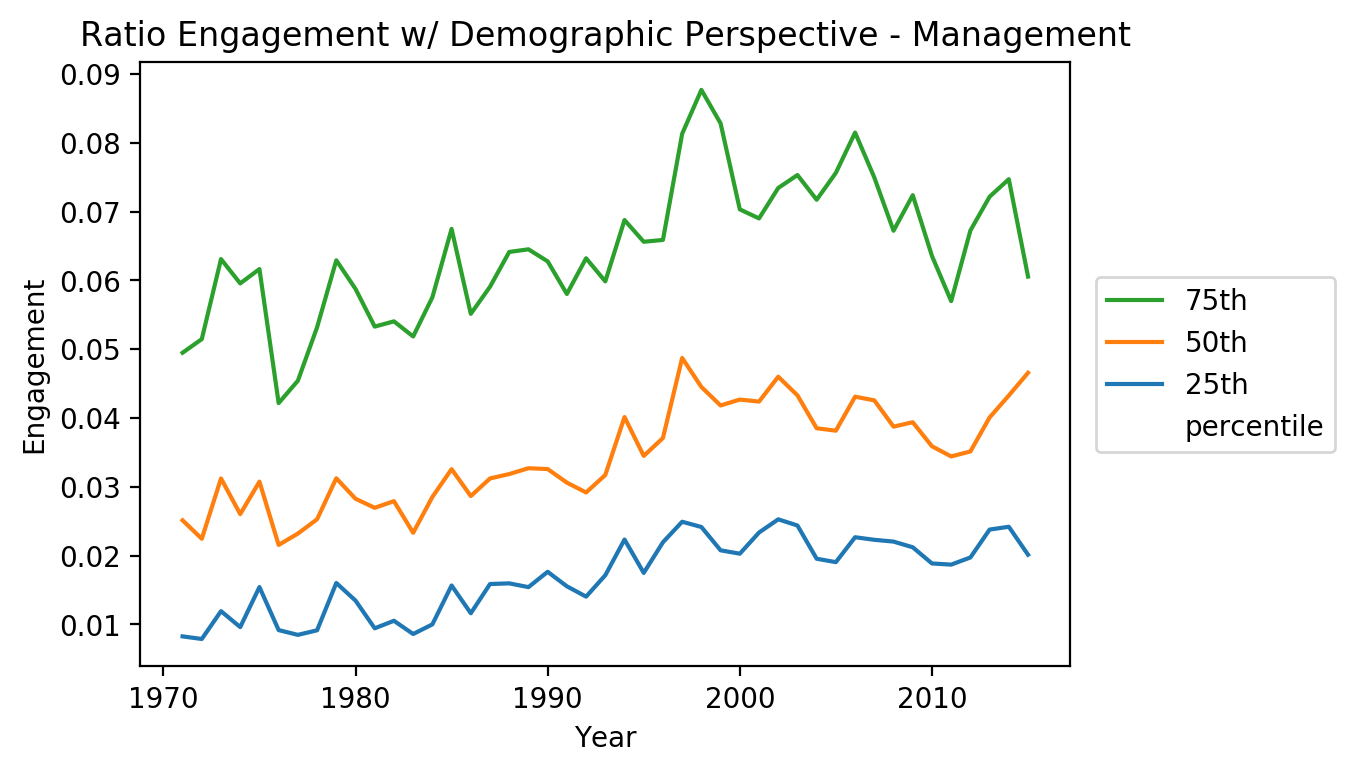 Ratio Engagement w/ Demographic Perspective - Management
0.09
0.08
0.07
0.06
0.05
0.04
0.03
0.02
0.01
Engagement
1970 1980 1990 2000 2010
Year
75th
50th
25th
percentile